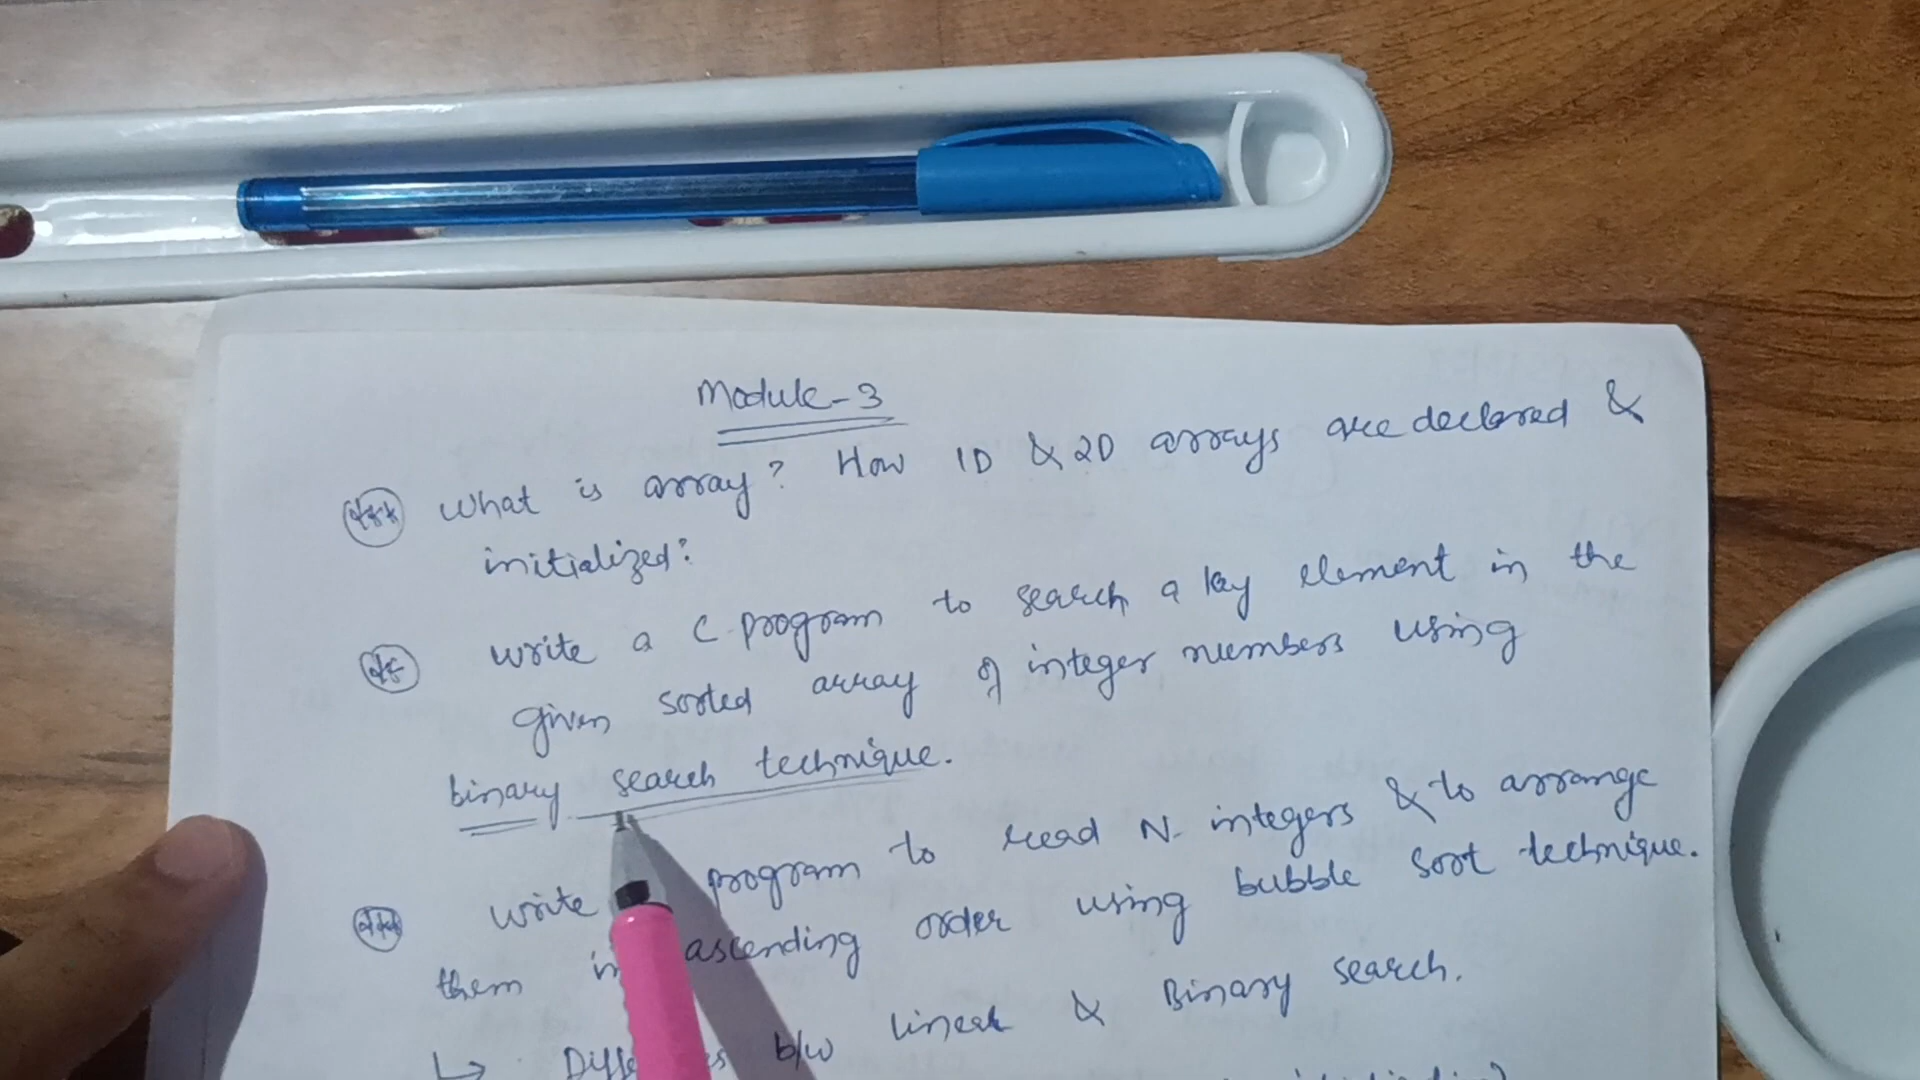 Module-3
*** What is array? How 1D & 2D arrays are declared &
initialized?
** write a C program to search a key element in the
given sorted array of integer numbers using
binary search technique.
*** write program to read N integers & to arrange
them in ascending order using bubble sort technique.
↳ b/w linear & Binary search.